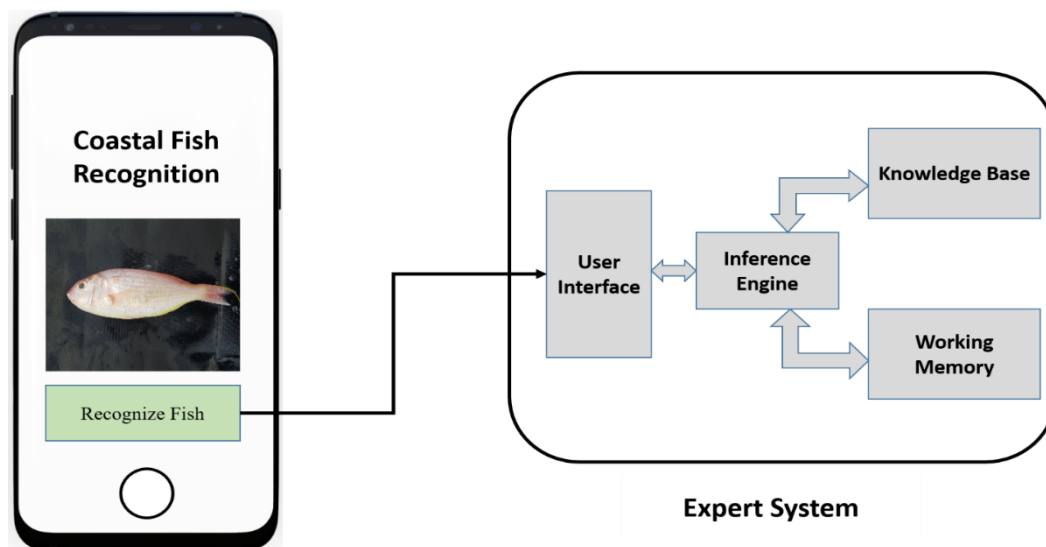 Coastal Fish
Recognition
Recognize Fish
User
Interface
Inference
Engine
Knowledge Base
Working
Memory
Expert System